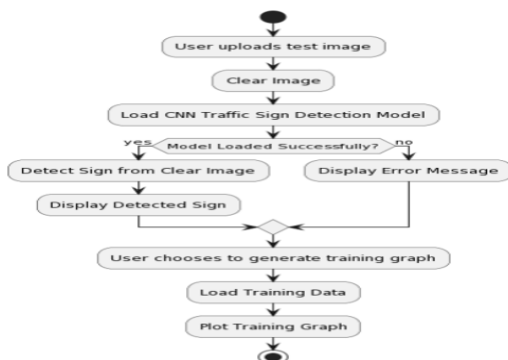 User uploads test image
Clear Image
Load CNN Traffic Sign Detection Model
yes
Model Loaded Successfully?
no
Detect Sign from Clear Image
Display Error Message
Display Detected Sign
User chooses to generate training graph
Load Training Data
Plot Training Graph